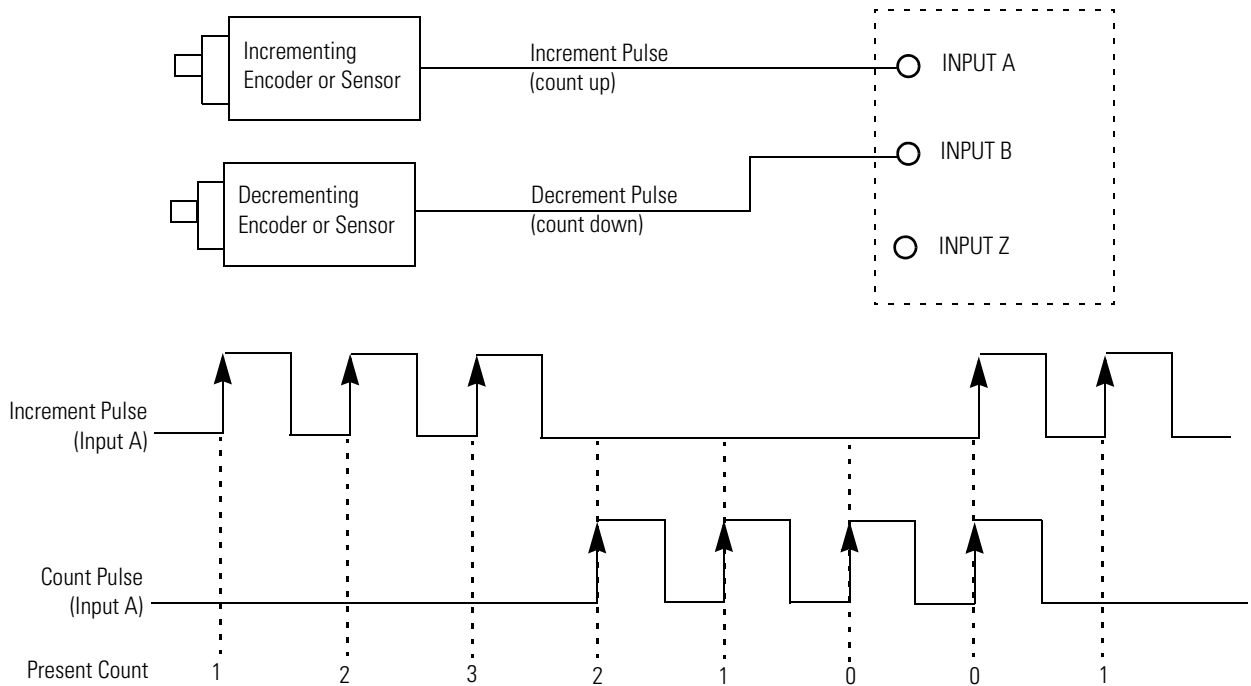 Incrementing
Encoder or Sensor
Increment Pulse
(count up)
INPUT A
INPUT B
Decrementing
Encoder or Sensor
Decrement Pulse
(count down)
INPUT Z
Increment Pulse
(Input A)
Count Pulse
(Input A)
Present Count 1 2 3 2 1 0 0 1